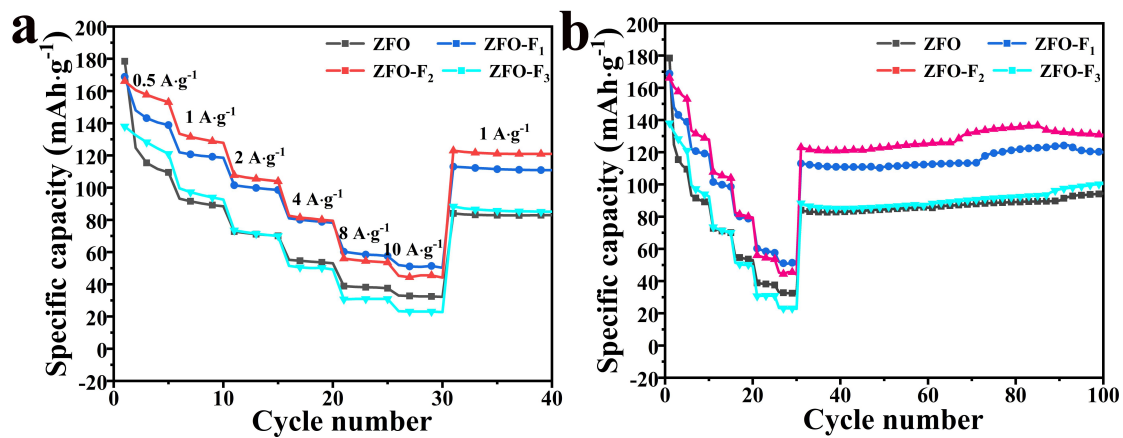 a
Specific capacity (mAh·g⁻¹)
200
180
160
140
120
100
80
60
40
20
0
-20
ZFO
ZFO-F₁
ZFO-F₂
ZFO-F₃
0.5 A·g⁻¹
1 A·g⁻¹
2 A·g⁻¹
4 A·g⁻¹
8 A·g⁻¹
10 A·g⁻¹
1 A·g⁻¹
0 10 20 30 40
Cycle number
b
Specific capacity (mAh·g⁻¹)
200
180
160
140
120
100
80
60
40
20
0
-20
ZFO
ZFO-F₁
ZFO-F₂
ZFO-F₃
0 20 40 60 80 100
Cycle number